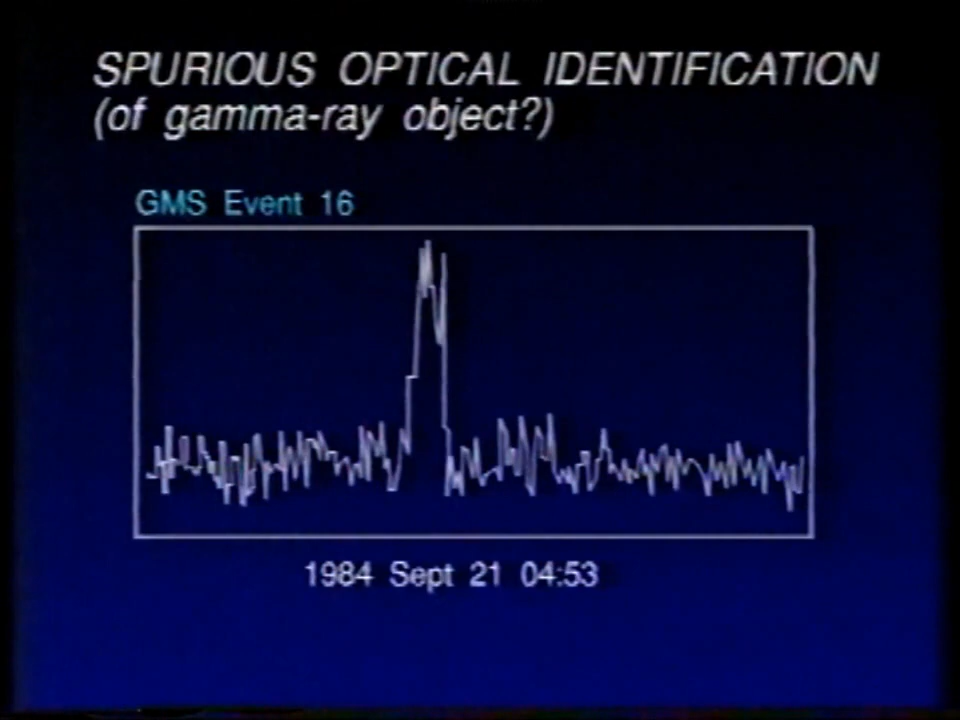 SPURIOUS OPTICAL IDENTIFICATION
(of gamma-ray object?)
GMS Event 16
1984 Sept 21 04:53